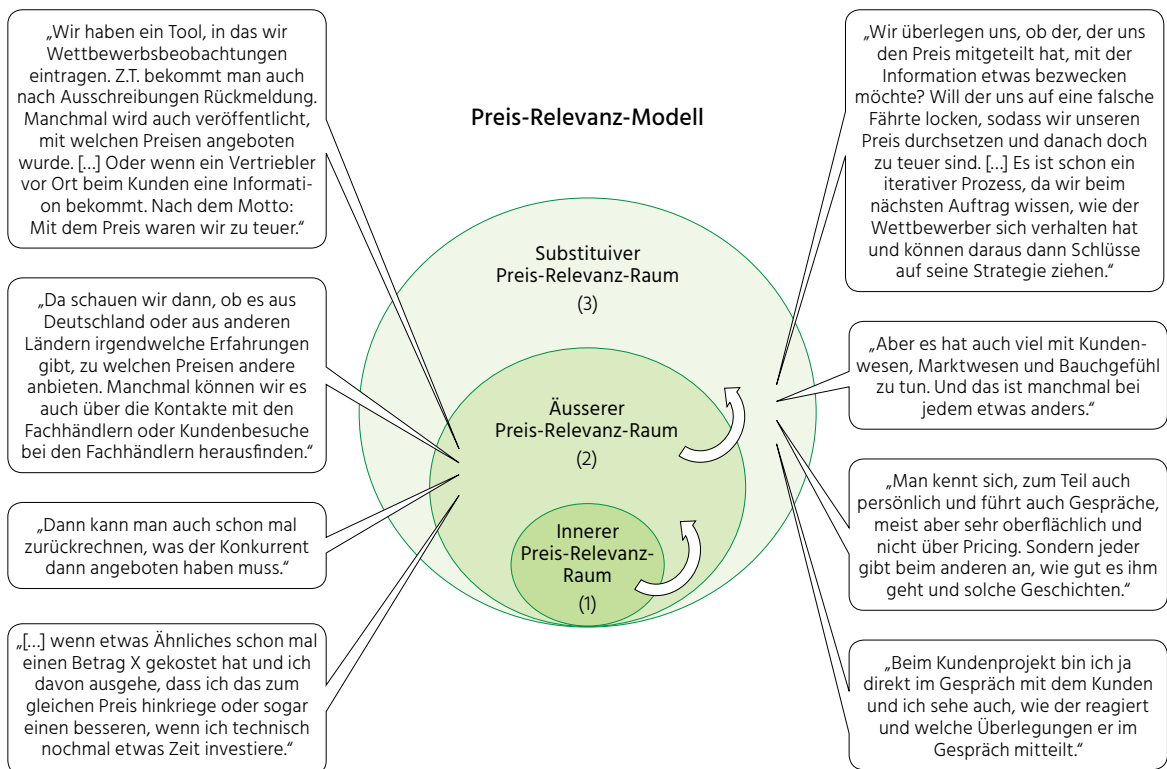 „Wir haben ein Tool, in das wir
Wettbewerbsbeobachtungen
eintragen. Z.T. bekommt man auch
nach Ausschreibungen Rückmeldung.
Manchmal wird auch veröffentlicht,
mit welchen Preisen angeboten
wurde. [...] Oder wenn ein Vertriebler
vor Ort beim Kunden eine Informati-
on bekommt. Nach dem Motto:
Mit dem Preis waren wir zu teuer.“
„Da schauen wir dann, ob es aus
Deutschland oder aus anderen
Ländern irgendwelche Erfahrungen
gibt, zu welchen Preisen andere
anbieten. Manchmal können wir es
auch über die Kontakte mit den
Fachhändlern oder Kundenbesuche
bei den Fachhändlern herausfinden.“
„Dann kann man auch schon mal
zurückrechnen, was der Konkurrent
dann angeboten haben muss.“
„[...] wenn etwas Ähnliches schon mal
einen Betrag X gekostet hat und ich
davon ausgehe, dass ich das zum
gleichen Preis hinkriege oder sogar
einen besseren, wenn ich technisch
nochmal etwas Zeit investiere.“
Preis-Relevanz-Modell
Substituiver
Preis-Relevanz-Raum
(3)
Äusserer
Preis-Relevanz-Raum
(2)
Innerer
Preis-Relevanz-
Raum
(1)
„Wir überlegen uns, ob der, der uns
den Preis mitgeteilt hat, mit der
Information etwas bezwecken
möchte? Will der uns auf eine falsche
Fährte locken, sodass wir unseren
Preis durchsetzen und danach doch
zu teuer sind. [...] Es ist schon ein
iterativer Prozess, da wir beim
nächsten Auftrag wissen, wie der
Wettbewerber sich verhalten hat
und können daraus dann Schlüsse
auf seine Strategie ziehen.“
„Aber es hat auch viel mit Kunden-
wesen, Marktwesen und Bauchgefühl
zu tun. Und das ist manchmal bei
jedem etwas anders.“
„Man kennt sich, zum Teil auch
persönlich und führt auch Gespräche,
meist aber sehr oberflächlich und
nicht über Pricing. Sondern jeder
gibt beim anderen an, wie gut es ihm
geht und solche Geschichten.“
„Beim Kundenprojekt bin ich ja
direkt im Gespräch mit dem Kunden
und ich sehe auch, wie der reagiert
und welche Überlegungen er im
Gespräch mitteilt.“